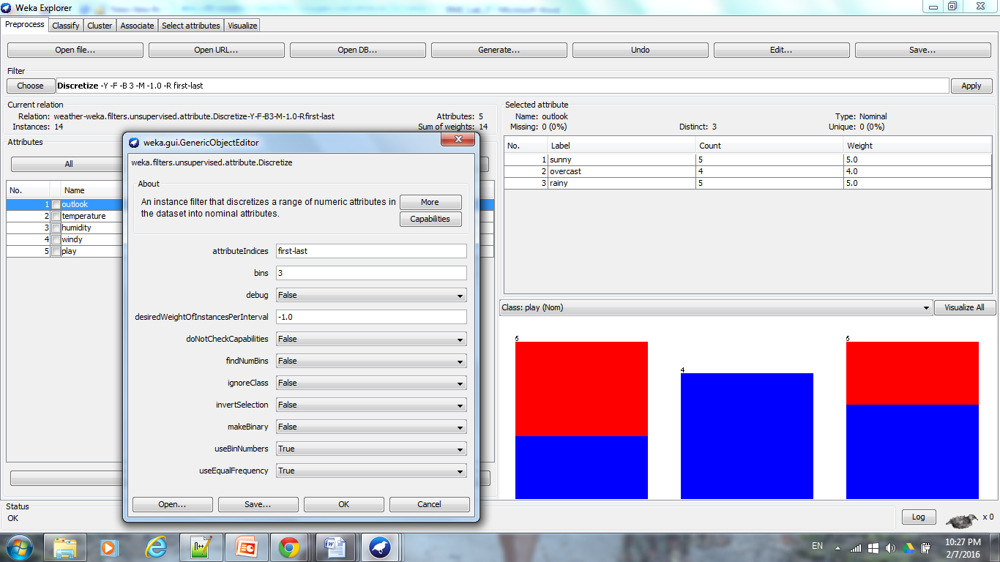 Weka Explorer
Preprocess Classify Cluster Associate Select attributes Visualize
Open file... Open URL... Open DB... Generate... Undo Edit... Save...
Filter
Choose Discretize -Y -F -B 3 -M -1.0 -R first-last Apply
Current relation
Relation: weather-weka.filters.unsupervised.attribute.Discretize-Y-F-B3-M-1.0-Rfirst-last Attributes: 5
Instances: 14 Sum of weights: 14
Attributes
All
No. Name
1 outlook
2 temperature
3 humidity
4 windy
5 play
weka.gui.GenericObjectEditor
weka.filters.unsupervised.attribute.Discretize
About
An instance filter that discretizes a range of numeric attributes in
the dataset into nominal attributes.
More
Capabilities
attributeIndices first-last
bins 3
debug False
desiredWeightOfInstancesPerInterval -1.0
doNotCheckCapabilities False
findNumBins False
ignoreClass False
invertSelection False
makeBinary False
useBinNumbers True
useEqualFrequency True
Open... Save... OK Cancel
Selected attribute
Name: outlook Type: Nominal
Missing: 0 (0%) Distinct: 3 Unique: 0 (0%)
No. Label Count Weight
1 sunny 5 5.0
2 overcast 4 4.0
3 rainy 5 5.0
Class: play (Nom) Visualize All
5 4 5
Status
OK
Log x 0
n++ P W
EN 10:27 PM
2/7/2016